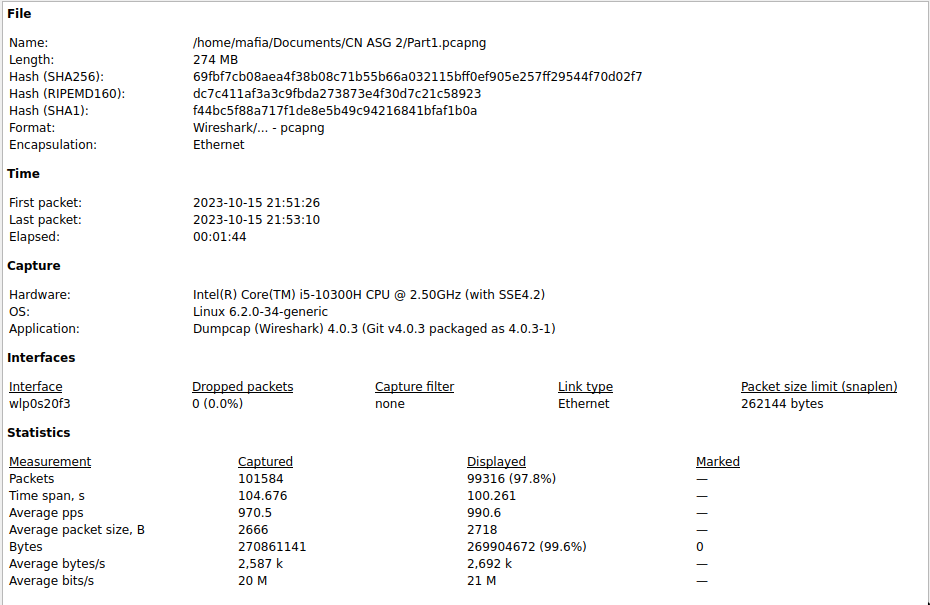 File
Name: /home/mafia/Documents/CN ASG 2/Part1.pcapng
Length: 274 MB
Hash (SHA256): 69fbf7cb08aea4f38b08c71b55b66a032115bff0ef905e257ff29544f70d02f7
Hash (RIPEMD160): dc7c411af3a3c9fbda273873e4f30d7c21c58923
Hash (SHA1): f44bc5f88a717f1de8e5b49c94216841bfaf1b0a
Format: Wireshark/... - pcapng
Encapsulation: Ethernet
Time
First packet: 2023-10-15 21:51:26
Last packet: 2023-10-15 21:53:10
Elapsed: 00:01:44
Capture
Hardware: Intel(R) Core(TM) i5-10300H CPU @ 2.50GHz (with SSE4.2)
OS: Linux 6.2.0-34-generic
Application: Dumpcap (Wireshark) 4.0.3 (Git v4.0.3 packaged as 4.0.3-1)
Interfaces
Interface Dropped packets Capture filter Link type Packet size limit (snaplen)
wlp0s20f3 0 (0.0%) none Ethernet 262144 bytes
Statistics
Measurement Captured Displayed Marked
Packets 101584 99316 (97.8%) —
Time span, s 104.676 100.261 —
Average pps 970.5 990.6 —
Average packet size, B 2666 2718 —
Bytes 270861141 269904672 (99.6%) 0
Average bytes/s 2,587 k 2,692 k —
Average bits/s 20 M 21 M —